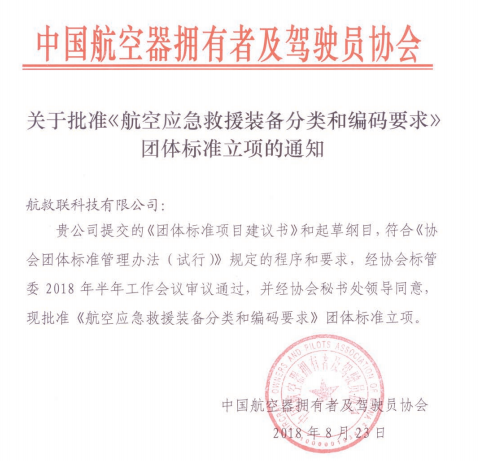 中国航空器拥有者及驾驶员协会
关于批准《航空应急救援装备分类和编码要求》
团体标准立项的通知
航救联科技有限公司：
贵公司提交的《团体标准项目建议书》和起草纲目，符合《协
会团体标准管理办法（试行）》规定的程序和要求，经协会标管
委 2018 年半年工作会议审议通过，并经协会秘书处领导同意，
现批准《航空应急救援装备分类和编码要求》团体标准立项。
OWNERS AND PILOTS ASSOCIATION OF
中国航空器拥有者及驾驶员协会
2018 年 8 月 23 日